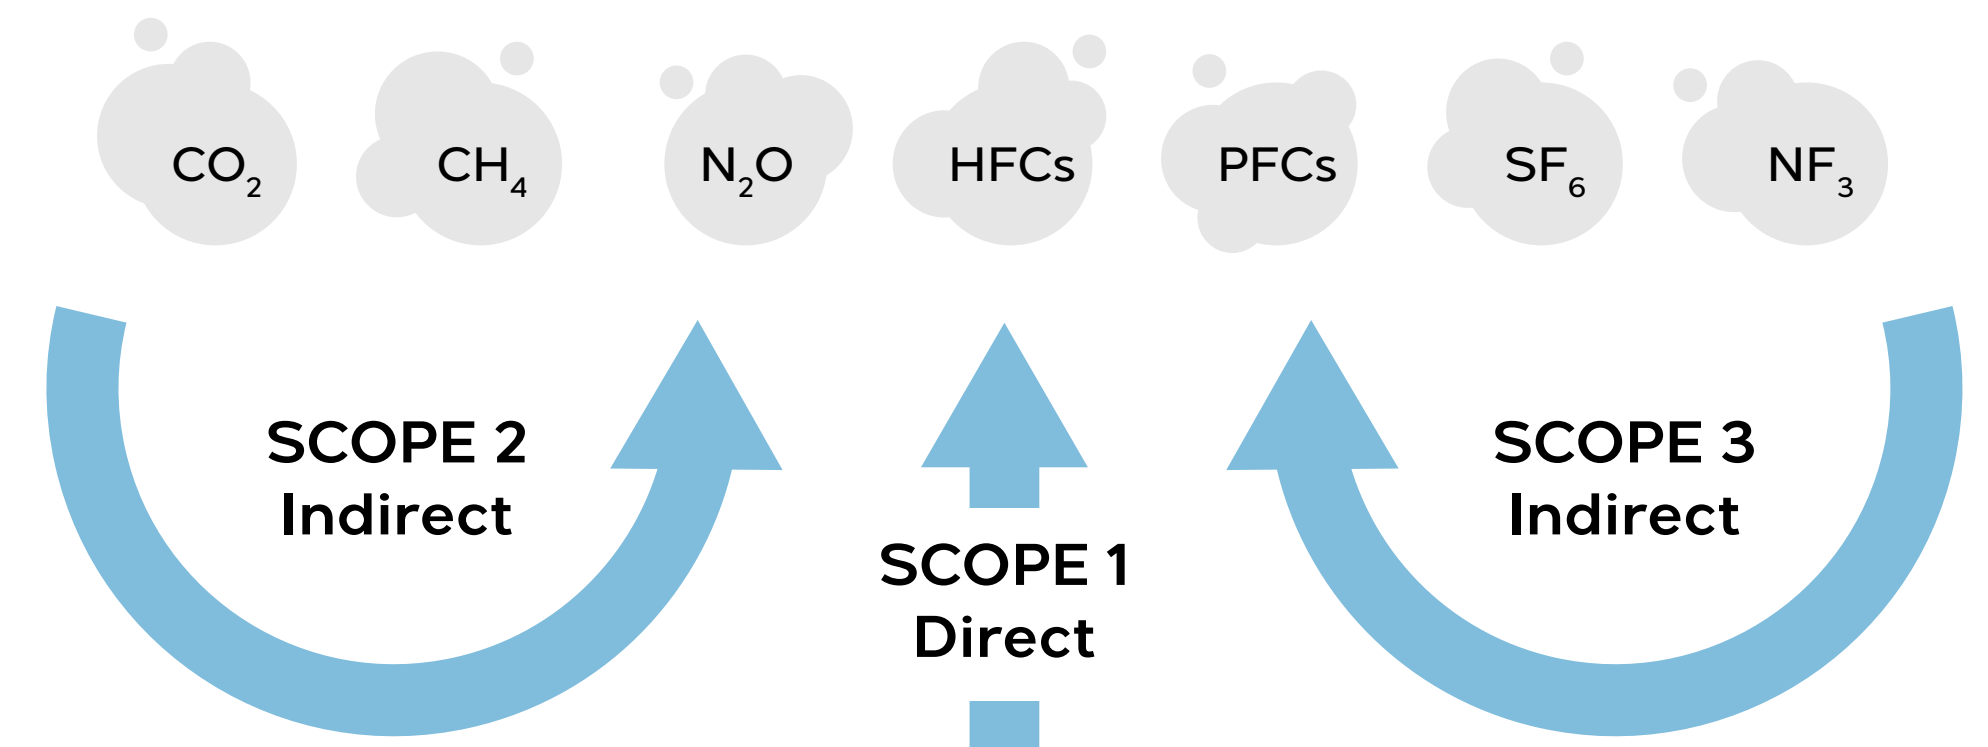 CO₂ CH₄ N₂O HFCs PFCs SF₆ NF₃
SCOPE 2
Indirect
SCOPE 1
Direct
SCOPE 3
Indirect